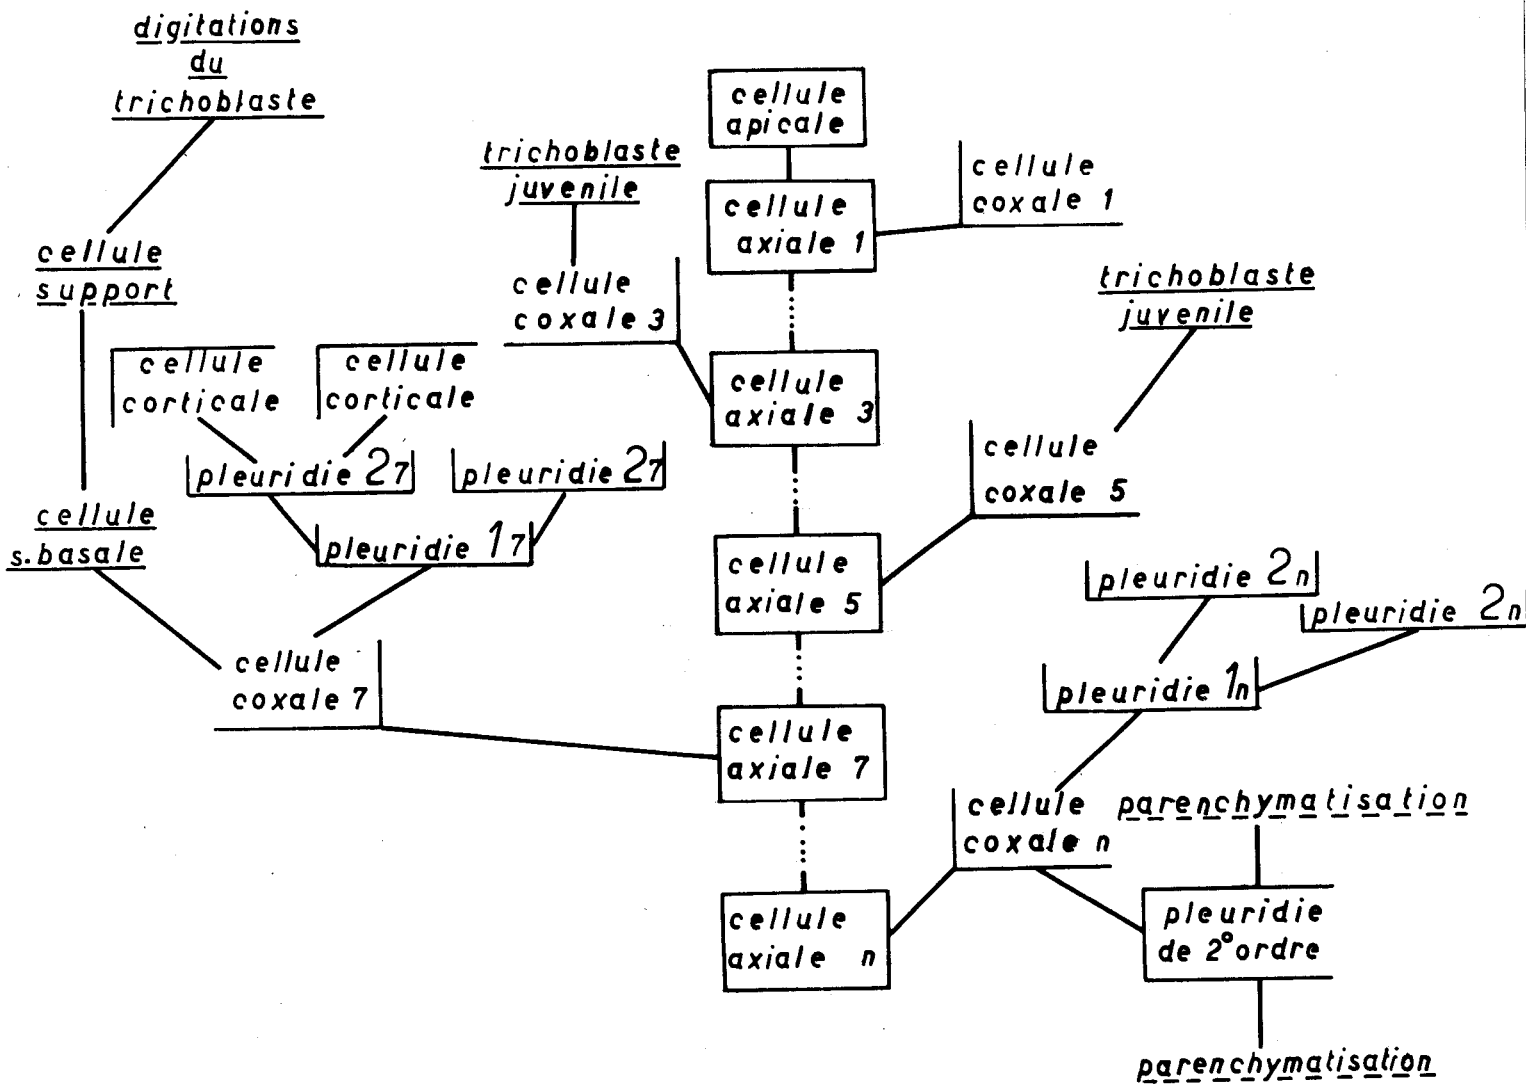 digitations
du
trichoblaste
cellule
apicale
trichoblaste
juvenile
cellule
coxale 1
cellule
axiale 1
cellule
support
cellule
coxale 3
trichoblaste
juvenile
cellule
corticale
cellule
corticale
cellule
axiale 3
pleuridie 27
pleuridie 27
cellule
coxale 5
cellule
s.basale
pleuridie 17
cellule
axiale 5
pleuridie 2n
pleuridie 2n
cellule
coxale 7
pleuridie 1n
cellule
axiale 7
cellule
coxale n
parenchymatisation
cellule
axiale n
pleuridie
de 2° ordre
parenchymatisation